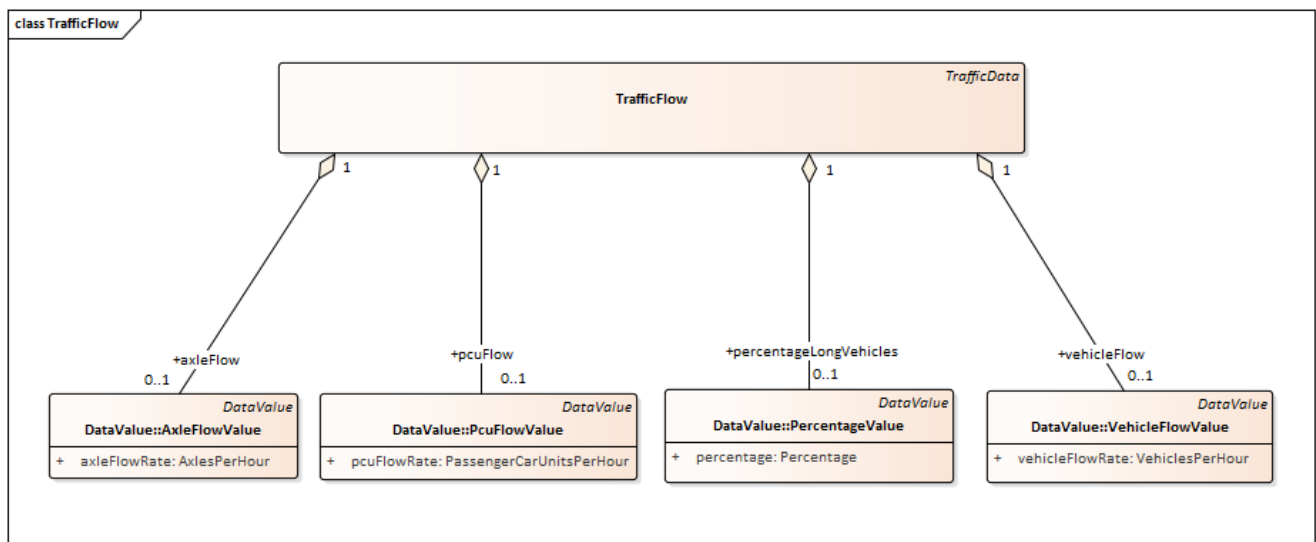 class TrafficFlow
TrafficData
TrafficFlow
1
1
1
1
+axleFlow
0..1
+pcuFlow
0..1
+percentageLongVehicles
0..1
+vehicleFlow
0..1
DataValue
DataValue::AxleFlowValue
+ axleFlowRate: AxlesPerHour
DataValue
DataValue::PcuFlowValue
+ pcuFlowRate: PassengerCarUnitsPerHour
DataValue
DataValue::PercentageValue
+ percentage: Percentage
DataValue
DataValue::VehicleFlowValue
+ vehicleFlowRate: VehiclesPerHour